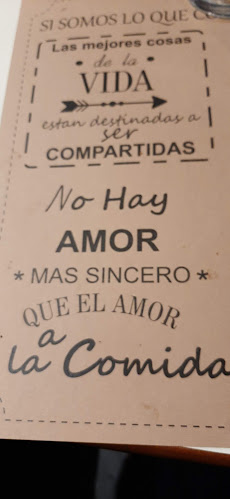 SI SOMOS LO QUE
Las mejores cosas
de la
VIDA
estan destinadas a
ser
COMPARTIDAS
No Hay
AMOR
* MAS SINCERO *
QUE EL AMOR
a
la Comida